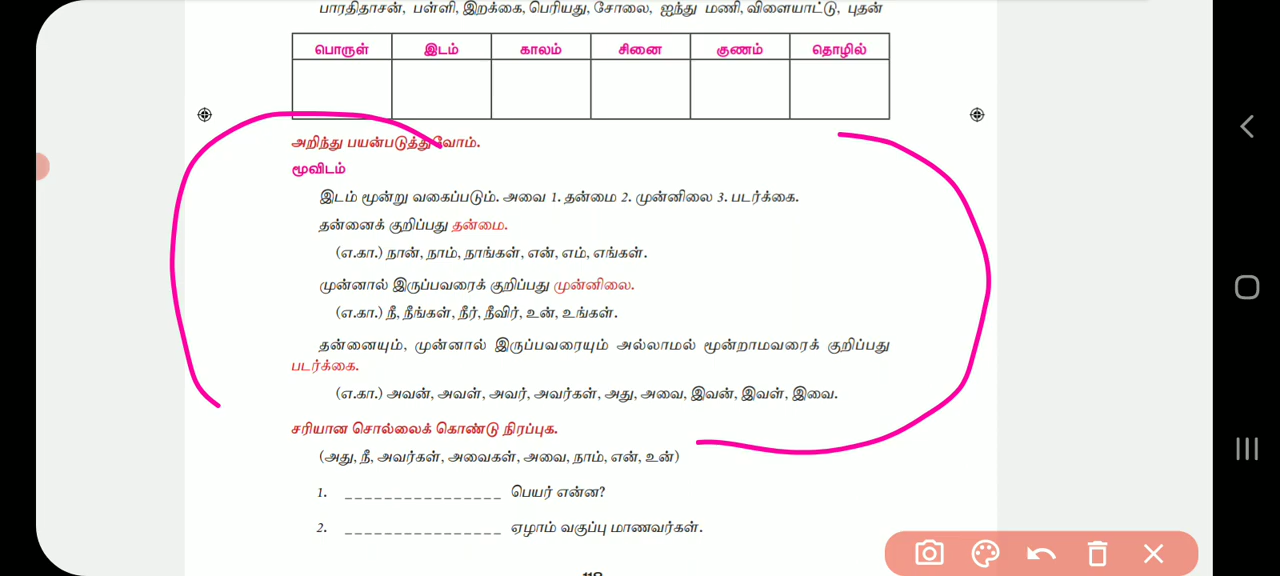 பாரதிதாசன், பள்ளி, இறக்கை, பெரியது, சோலை, ஐந்து மணி, விளையாட்டு, புதன்
பொருள் இடம் காலம் சினை குணம் தொழில்
அறிந்து பயன்படுத்துவோம்.
மூவிடம்
இடம் மூன்று வகைப்படும். அவை 1. தன்மை 2. முன்னிலை 3. படர்க்கை.
தன்னைக் குறிப்பது தன்மை.
(எ.கா.) நான், நாம், நாங்கள், என், எம், எங்கள்.
முன்னால் இருப்பவரைக் குறிப்பது முன்னிலை.
(எ.கா.) நீ, நீங்கள், நீர், நீவிர், உன், உங்கள்.
தன்னையும், முன்னால் இருப்பவரையும் அல்லாமல் மூன்றாமவரைக் குறிப்பது
படர்க்கை.
(எ.கா.) அவன், அவள், அவர், அவர்கள், அது, அவை, இவன், இவள், இவை.
சரியான சொல்லைக் கொண்டு நிரப்புக.
(அது, நீ, அவர்கள், அவைகள், அவை, நாம், என், உன்)
1. ________________ பெயர் என்ன?
2. ________________ ஏழாம் வகுப்பு மாணவர்கள்.